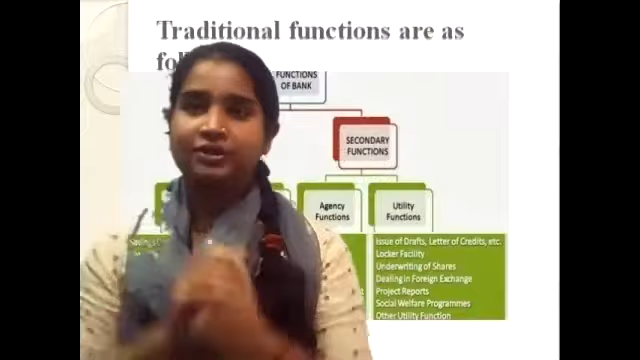 Traditional functions are as
FUNCTIONS
OF BANK
SECONDARY
FUNCTIONS
Agency
Functions
Utility
Functions
Issue of Drafts, Letter of Credits, etc.
Locker Facility
Underwriting of Shares
Dealing in Foreign Exchange
Project Reports
Social Welfare Programmes
Other Utility Function